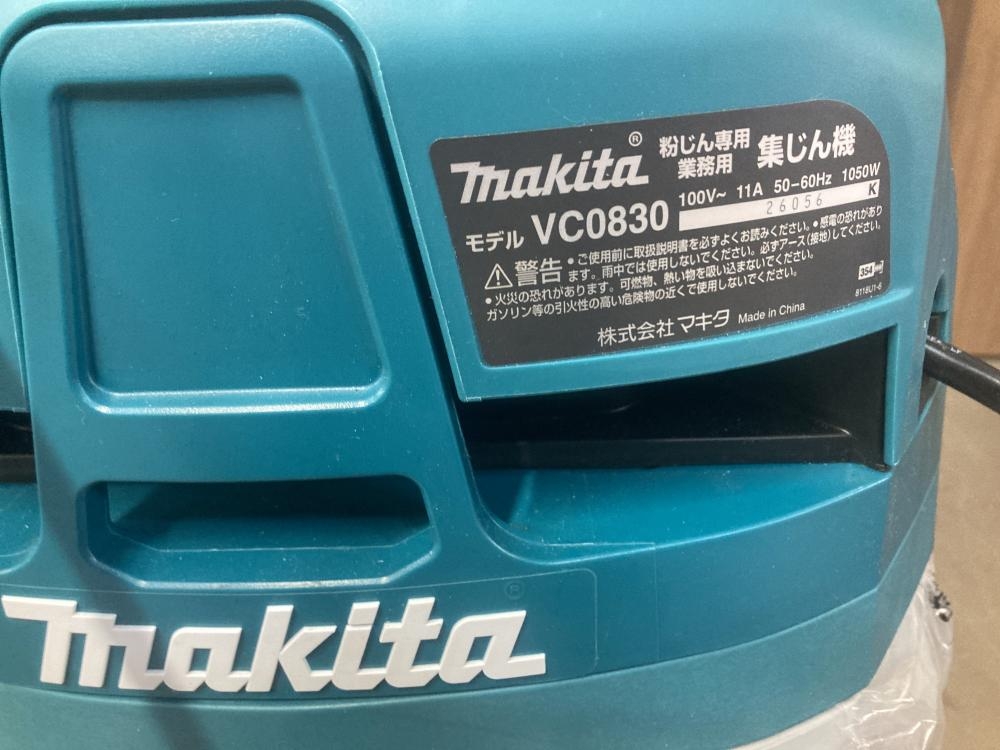 makita®
粉じん専用
業務用
集じん機
100V~ 11A 50-60Hz 1050W
モデル VC0830
26056 K
警告
• ご使用前に取扱説明書を必ずよくお読みください。• 感電の恐れがあり
ます。雨中では使用しないでください。必ずアース(接地)してください。
• 火災の恐れがあります。可燃物、熱い物を吸い込まないでください。
ガソリン等の引火性の高い危険物の近くで使用しないでください。
株式会社マキタ Made in China
354
8118U1-6
makita®